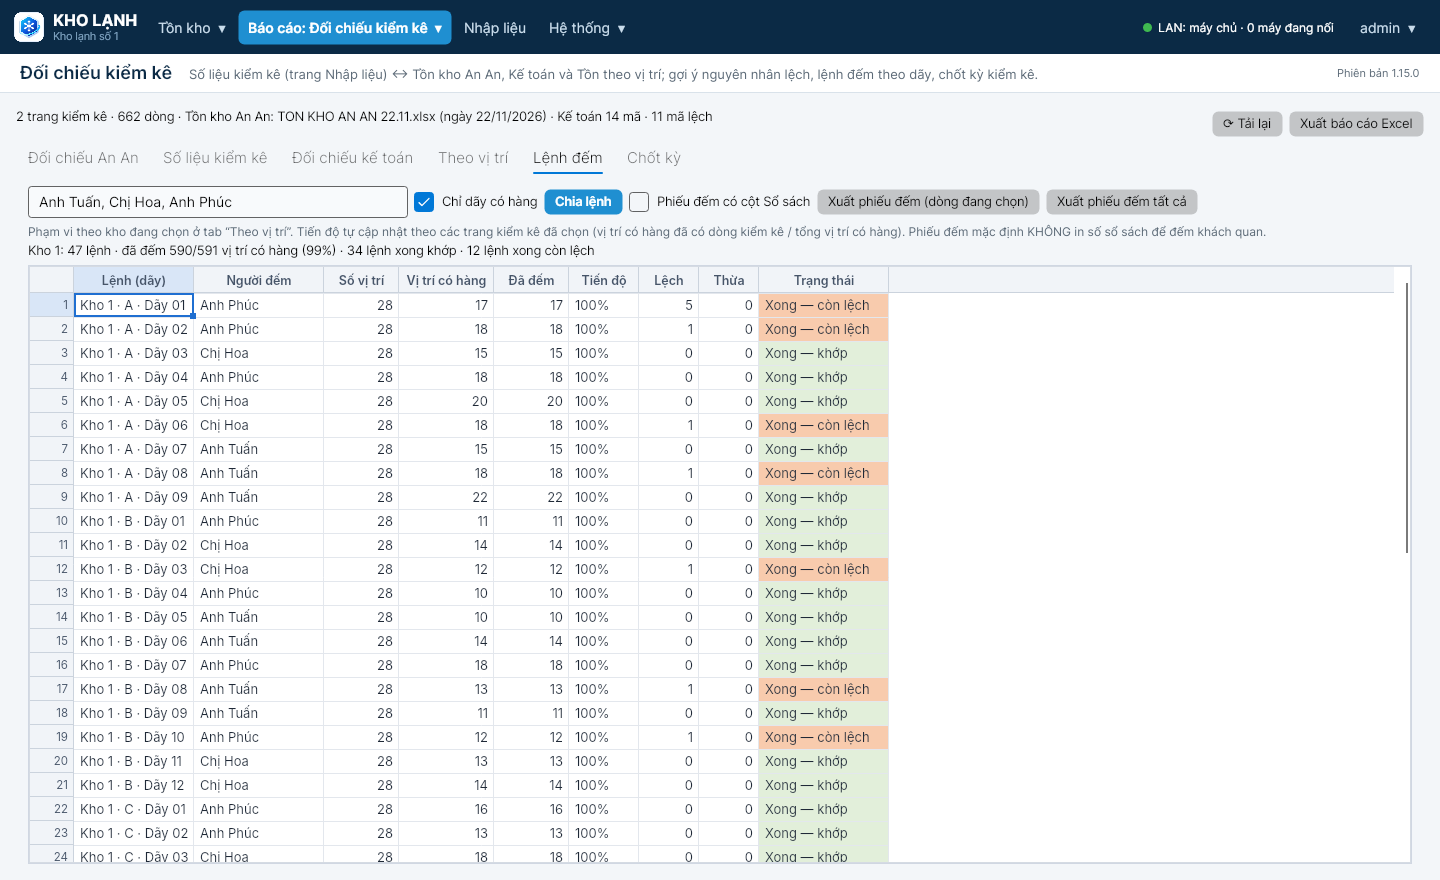 KHO LẠNH
Kho lạnh số 1
Tồn kho ▾ Báo cáo: Đối chiếu kiểm kê ▾ Nhập liệu Hệ thống ▾ LAN: máy chủ · 0 máy đang nối admin ▾
Đối chiếu kiểm kê Số liệu kiểm kê (trang Nhập liệu) ↔ Tồn kho An An, Kế toán và Tồn theo vị trí; gợi ý nguyên nhân lệch, lệnh đếm theo dãy, chốt kỳ kiểm kê. Phiên bản 1.15.0
2 trang kiểm kê · 662 dòng · Tồn kho An An: TON KHO AN AN 22.11.xlsx (ngày 22/11/2026) · Kế toán 14 mã · 11 mã lệch
⟳ Tải lại Xuất báo cáo Excel
Đối chiếu An An Số liệu kiểm kê Đối chiếu kế toán Theo vị trí Lệnh đếm Chốt kỳ
Anh Tuấn, Chị Hoa, Anh Phúc Chỉ dãy có hàng Chia lệnh Phiếu đếm có cột Sổ sách Xuất phiếu đếm (dòng đang chọn) Xuất phiếu đếm tất cả
Phạm vi theo kho đang chọn ở tab “Theo vị trí”. Tiến độ tự cập nhật theo các trang kiểm kê đã chọn (vị trí có hàng đã có dòng kiểm kê / tổng vị trí có hàng). Phiếu đếm mặc định KHÔNG in số sổ sách để đếm khách quan.
Kho 1: 47 lệnh · đã đếm 590/591 vị trí có hàng (99%) · 34 lệnh xong khớp · 12 lệnh xong còn lệch
Lệnh (dãy) Người đếm Số vị trí Vị trí có hàng Đã đếm Tiến độ Lệch Thừa Trạng thái
1 Kho 1 · A · Dãy 01 Anh Phúc 28 17 17 100% 5 0 Xong — còn lệch
2 Kho 1 · A · Dãy 02 Anh Phúc 28 18 18 100% 1 0 Xong — còn lệch
3 Kho 1 · A · Dãy 03 Chị Hoa 28 15 15 100% 0 0 Xong — khớp
4 Kho 1 · A · Dãy 04 Anh Phúc 28 18 18 100% 0 0 Xong — khớp
5 Kho 1 · A · Dãy 05 Chị Hoa 28 20 20 100% 0 0 Xong — khớp
6 Kho 1 · A · Dãy 06 Chị Hoa 28 18 18 100% 1 0 Xong — còn lệch
7 Kho 1 · A · Dãy 07 Anh Tuấn 28 15 15 100% 0 0 Xong — khớp
8 Kho 1 · A · Dãy 08 Anh Tuấn 28 18 18 100% 1 0 Xong — còn lệch
9 Kho 1 · A · Dãy 09 Anh Tuấn 28 22 22 100% 0 0 Xong — khớp
10 Kho 1 · B · Dãy 01 Anh Phúc 28 11 11 100% 0 0 Xong — khớp
11 Kho 1 · B · Dãy 02 Chị Hoa 28 14 14 100% 0 0 Xong — khớp
12 Kho 1 · B · Dãy 03 Chị Hoa 28 12 12 100% 1 0 Xong — còn lệch
13 Kho 1 · B · Dãy 04 Anh Phúc 28 10 10 100% 0 0 Xong — khớp
14 Kho 1 · B · Dãy 05 Anh Tuấn 28 10 10 100% 0 0 Xong — khớp
15 Kho 1 · B · Dãy 06 Anh Tuấn 28 14 14 100% 0 0 Xong — khớp
16 Kho 1 · B · Dãy 07 Anh Phúc 28 18 18 100% 0 0 Xong — khớp
17 Kho 1 · B · Dãy 08 Anh Tuấn 28 13 13 100% 1 0 Xong — còn lệch
18 Kho 1 · B · Dãy 09 Anh Tuấn 28 11 11 100% 0 0 Xong — khớp
19 Kho 1 · B · Dãy 10 Anh Phúc 28 12 12 100% 1 0 Xong — còn lệch
20 Kho 1 · B · Dãy 11 Chị Hoa 28 13 13 100% 0 0 Xong — khớp
21 Kho 1 · B · Dãy 12 Chị Hoa 28 14 14 100% 0 0 Xong — khớp
22 Kho 1 · C · Dãy 01 Anh Phúc 28 16 16 100% 0 0 Xong — khớp
23 Kho 1 · C · Dãy 02 Anh Phúc 28 13 13 100% 0 0 Xong — khớp
24 Kho 1 · C · Dãy 03 Chị Hoa 28 18 18 100% 0 0 Xong — khớp